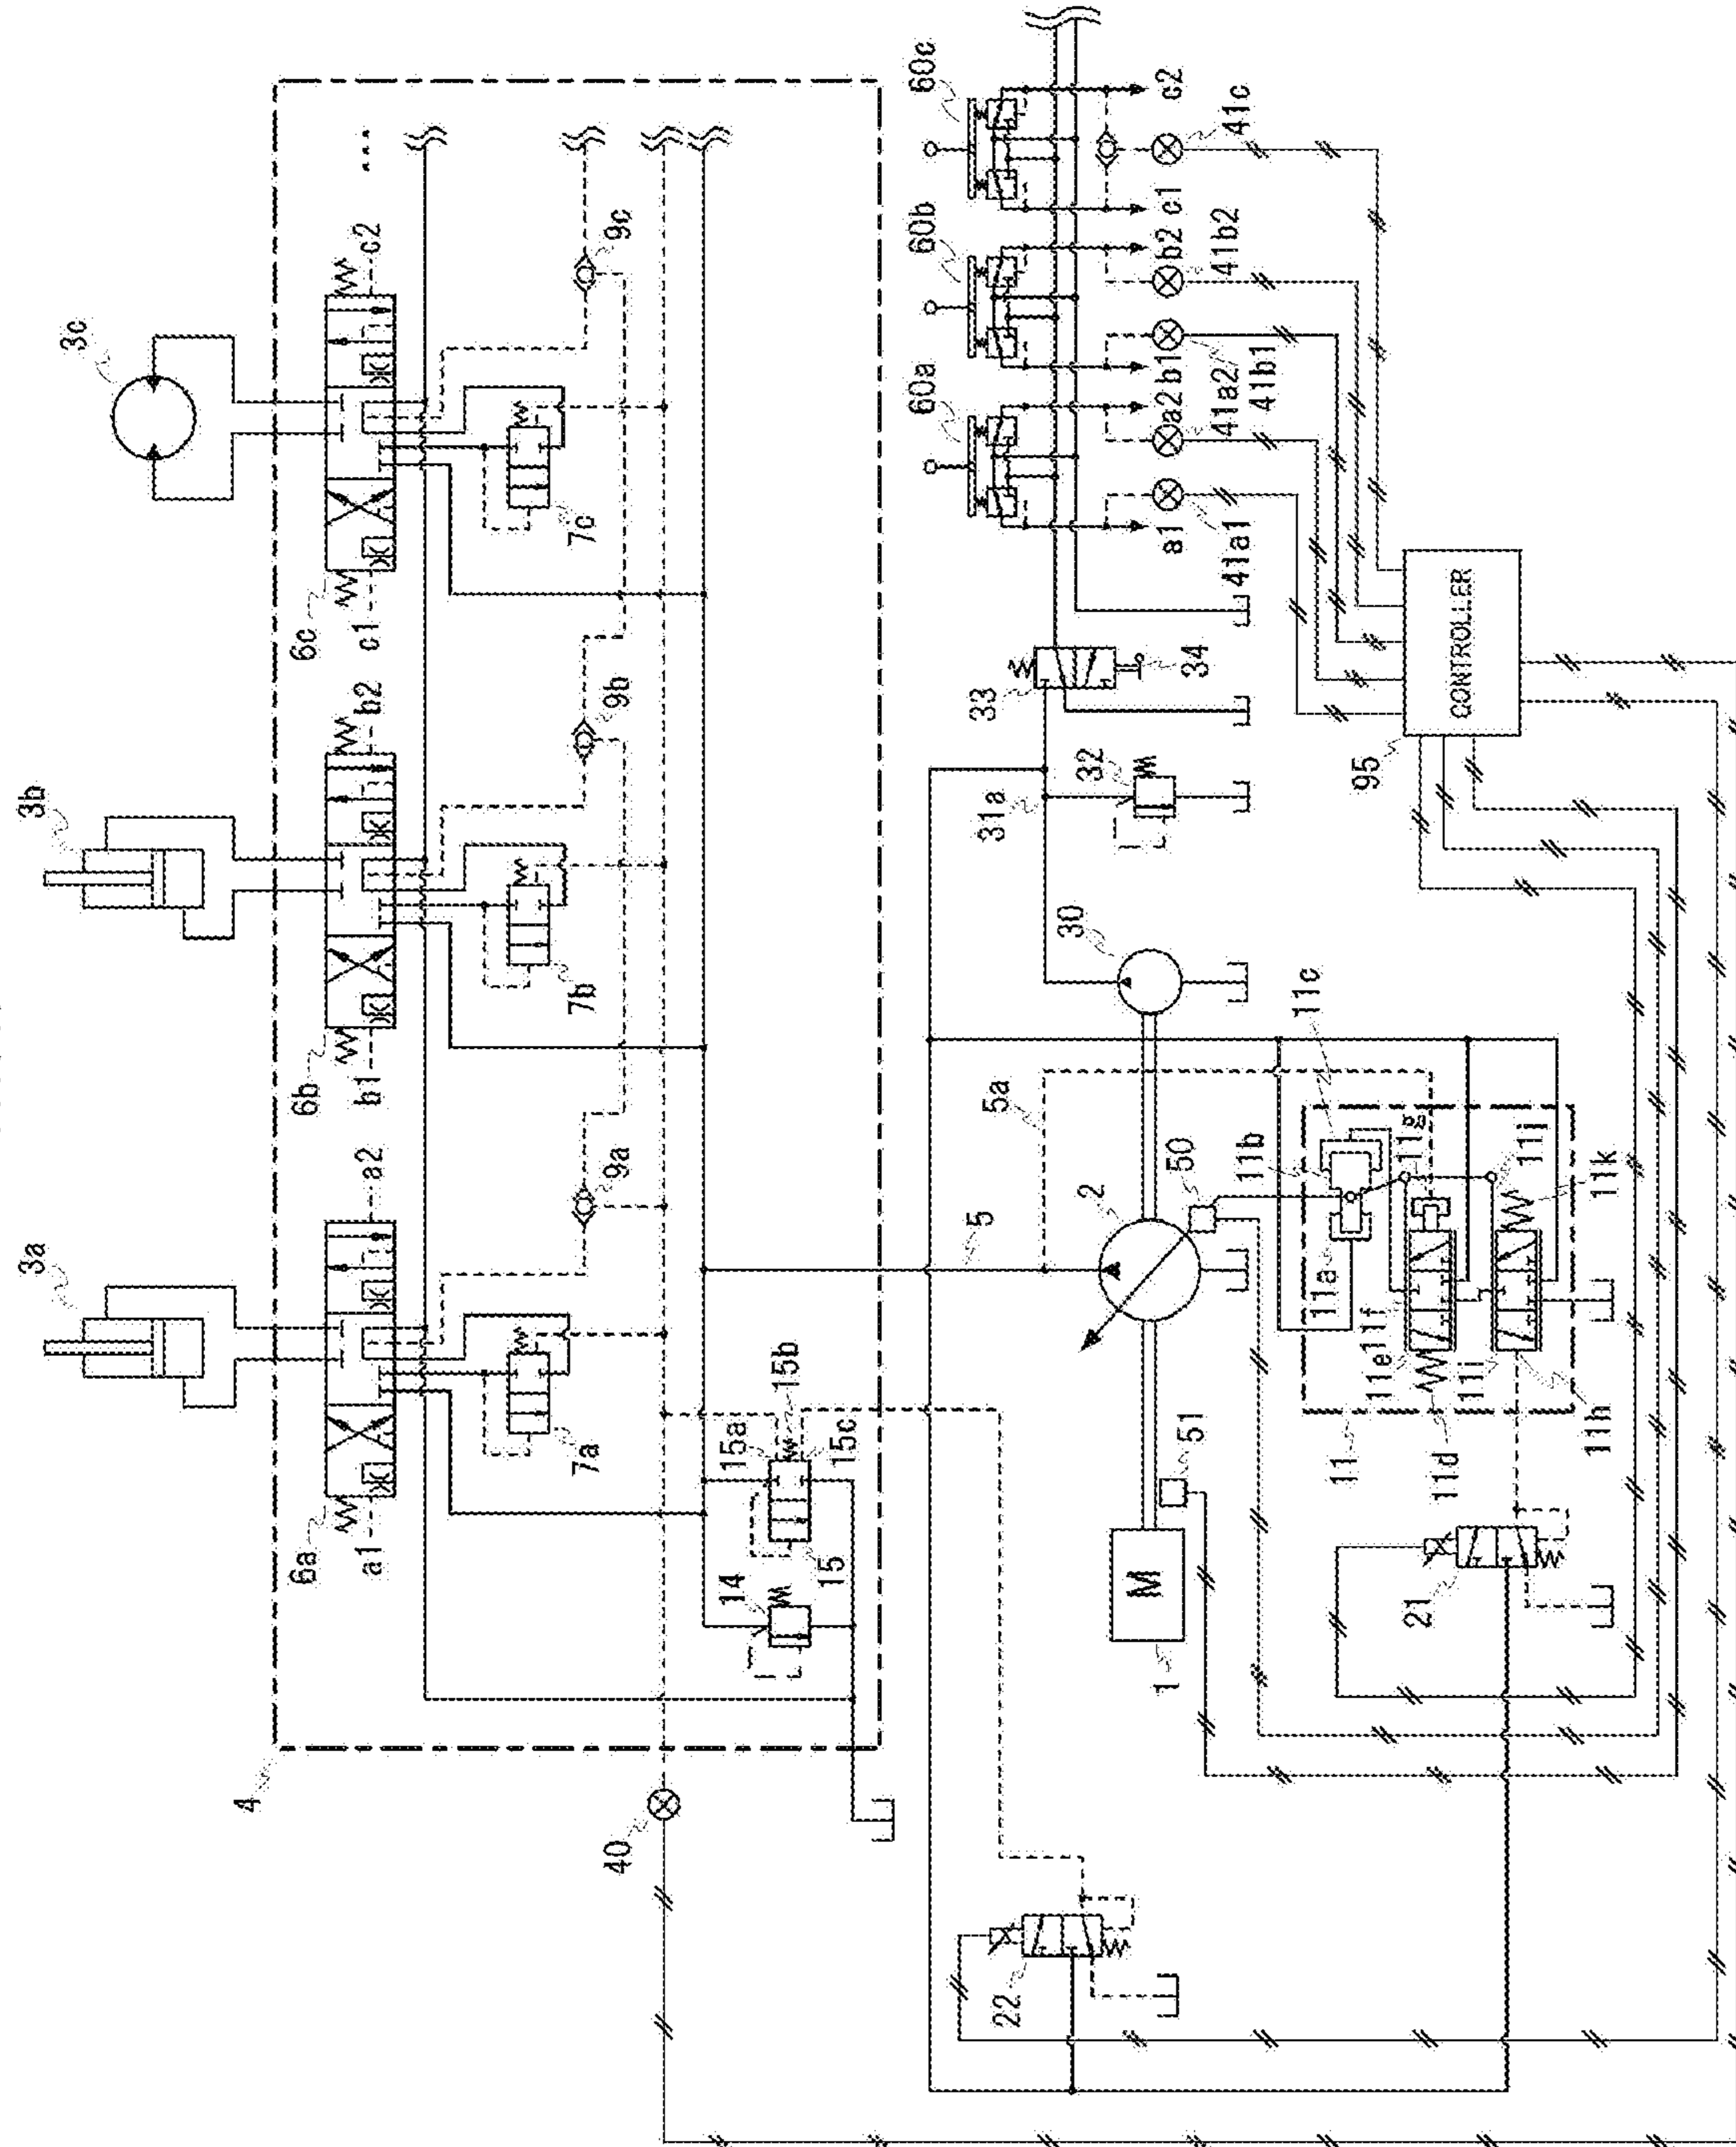 3a
3b
3c
6a
a1
a2
6b
b1
b2
6c
c1
c2
...
7a
7b
7c
9a
9b
9c
4
40
14
15
15a
15b
15c
5
5a
1
M
51
2
50
30
31a
32
33
34
60a
60b
60c
a1
a2
b1
b2
c1
c2
41a1
41a2
41b1
41b2
41c
95
CONTROLLER
11
11a
11b
11c
11d
11e
11f
11g
11h
11i
11j
11k
21
22